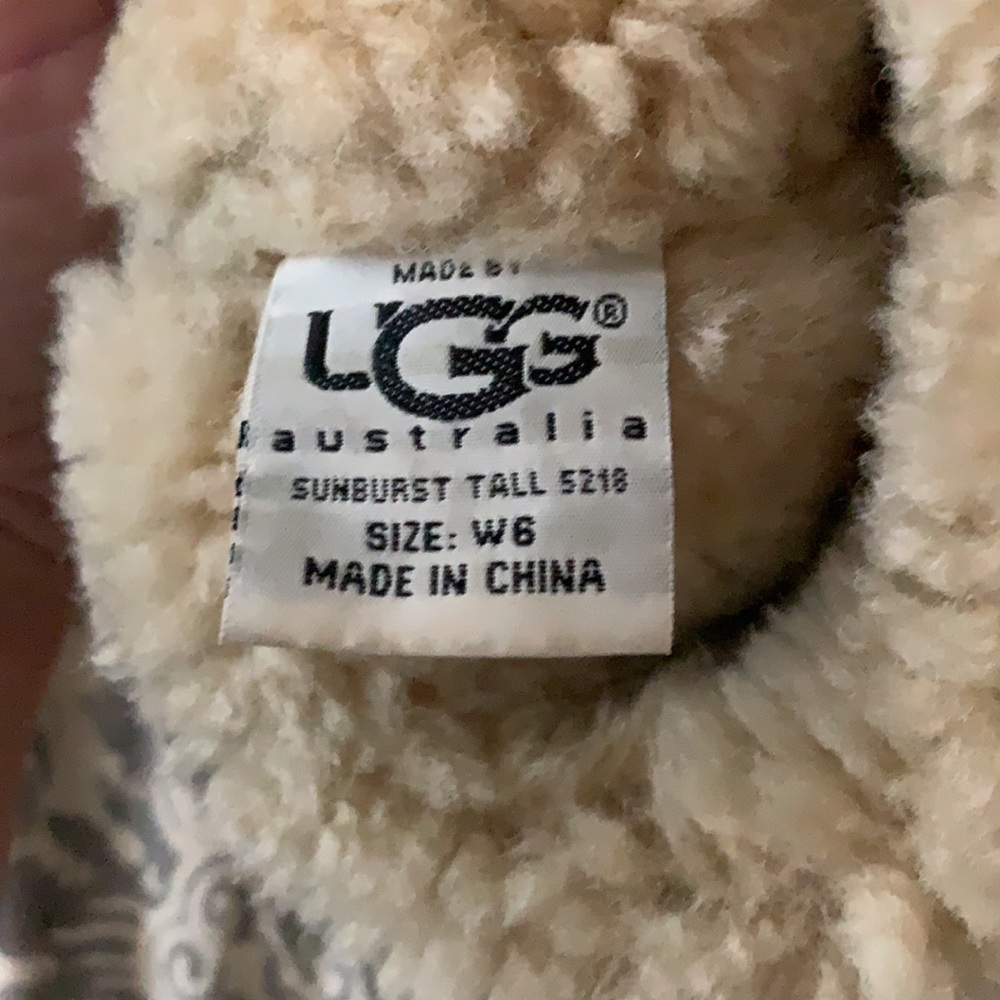 MADE BY
UGG®
australia
SUNBURST TALL 5218
SIZE: W6
MADE IN CHINA